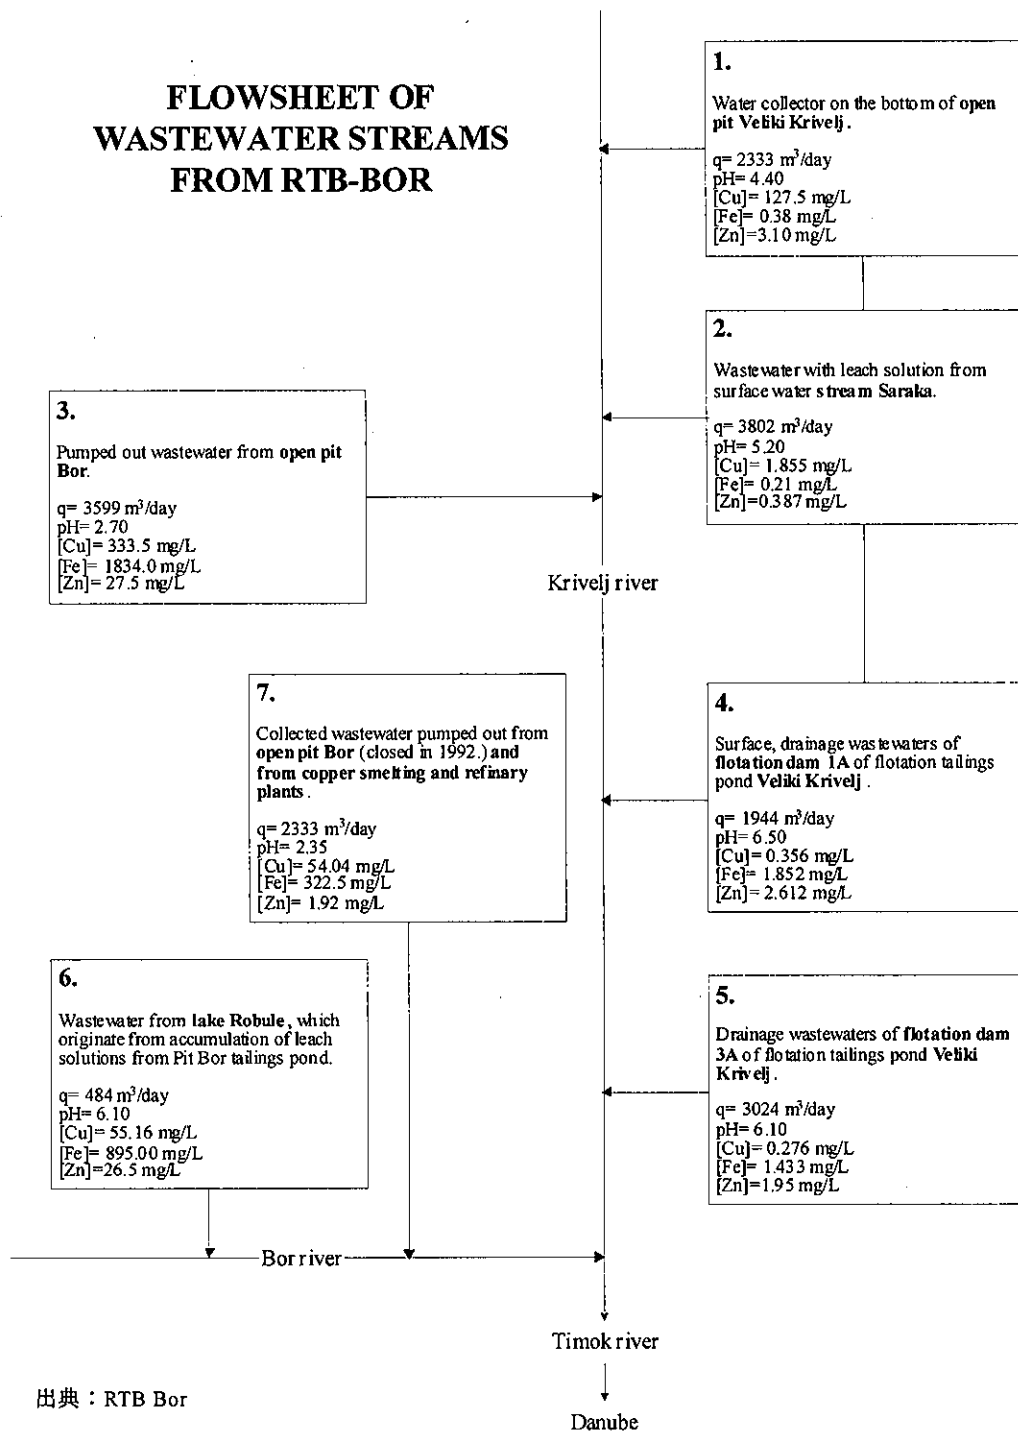 FLOWSHEET OF
WASTEWATER STREAMS
FROM RTB-BOR
1.
Water collector on the bottom of open
pit Veliki Krivelj.
q= 2333 m³/day
pH= 4.40
[Cu]= 127.5 mg/L
[Fe]= 0.38 mg/L
[Zn]=3.10 mg/L
2.
Wastewater with leach solution from
surface water stream Saraka.
q= 3802 m³/day
pH= 5.20
[Cu]= 1.855 mg/L
[Fe]= 0.21 mg/L
[Zn]=0.387 mg/L
3.
Pumped out wastewater from open pit
Bor.
q= 3599 m³/day
pH= 2.70
[Cu]= 333.5 mg/L
[Fe]= 1834.0 mg/L
[Zn]= 27.5 mg/L
Krivelj river
7.
Collected wastewater pumped out from
open pit Bor (closed in 1992.) and
from copper smelting and refinary
plants.
q= 2333 m³/day
pH= 2.35
[Cu]= 54.04 mg/L
[Fe]= 322.5 mg/L
[Zn]= 1.92 mg/L
4.
Surface, drainage wastewaters of
flotation dam 1A of flotation tailings
pond Veliki Krivelj .
q= 1944 m³/day
pH= 6.50
[Cu]= 0.356 mg/L
[Fe]= 1.852 mg/L
[Zn]= 2.612 mg/L
6.
Wastewater from lake Robule, which
originate from accumulation of leach
solutions from Pit Bor tailings pond.
q= 484 m³/day
pH= 6.10
[Cu]= 55.16 mg/L
[Fe]= 895.00 mg/L
[Zn]=26.5 mg/L
5.
Drainage wastewaters of flotation dam
3A of flotation tailings pond Veliki
Krivelj.
q= 3024 m³/day
pH= 6.10
[Cu]= 0.276 mg/L
[Fe]= 1.433 mg/L
[Zn]=1.95 mg/L
Bor river
Timok river
Danube
出典：RTB Bor